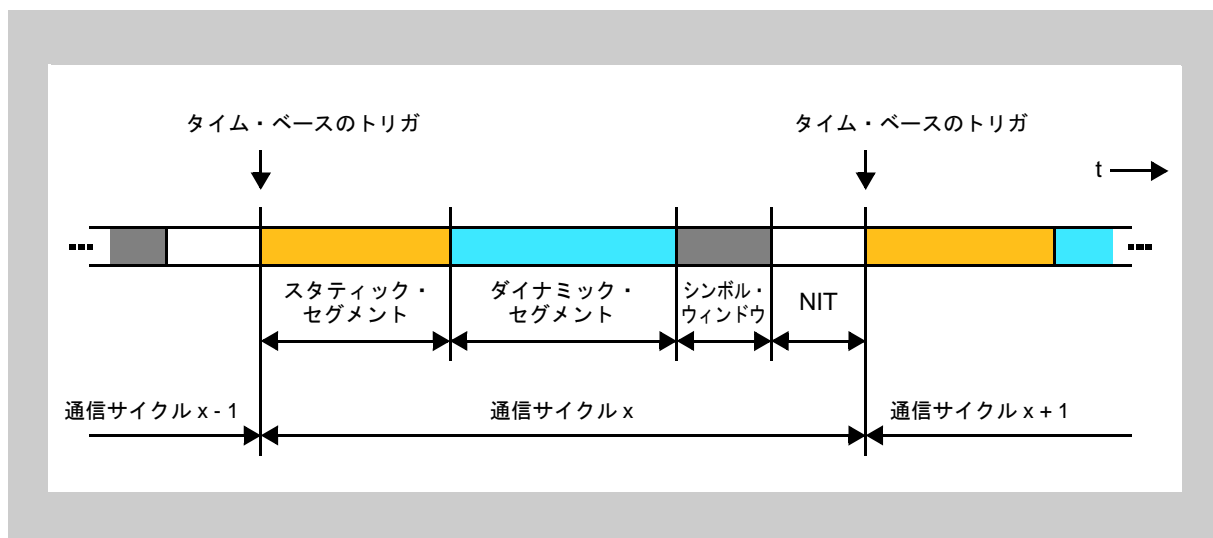 タイム・ベースのトリガ
タイム・ベースのトリガ
t
スタティック・
セグメント
ダイナミック・
セグメント
シンボル・
ウィンドウ
NIT
通信サイクル x - 1
通信サイクル x
通信サイクル x + 1